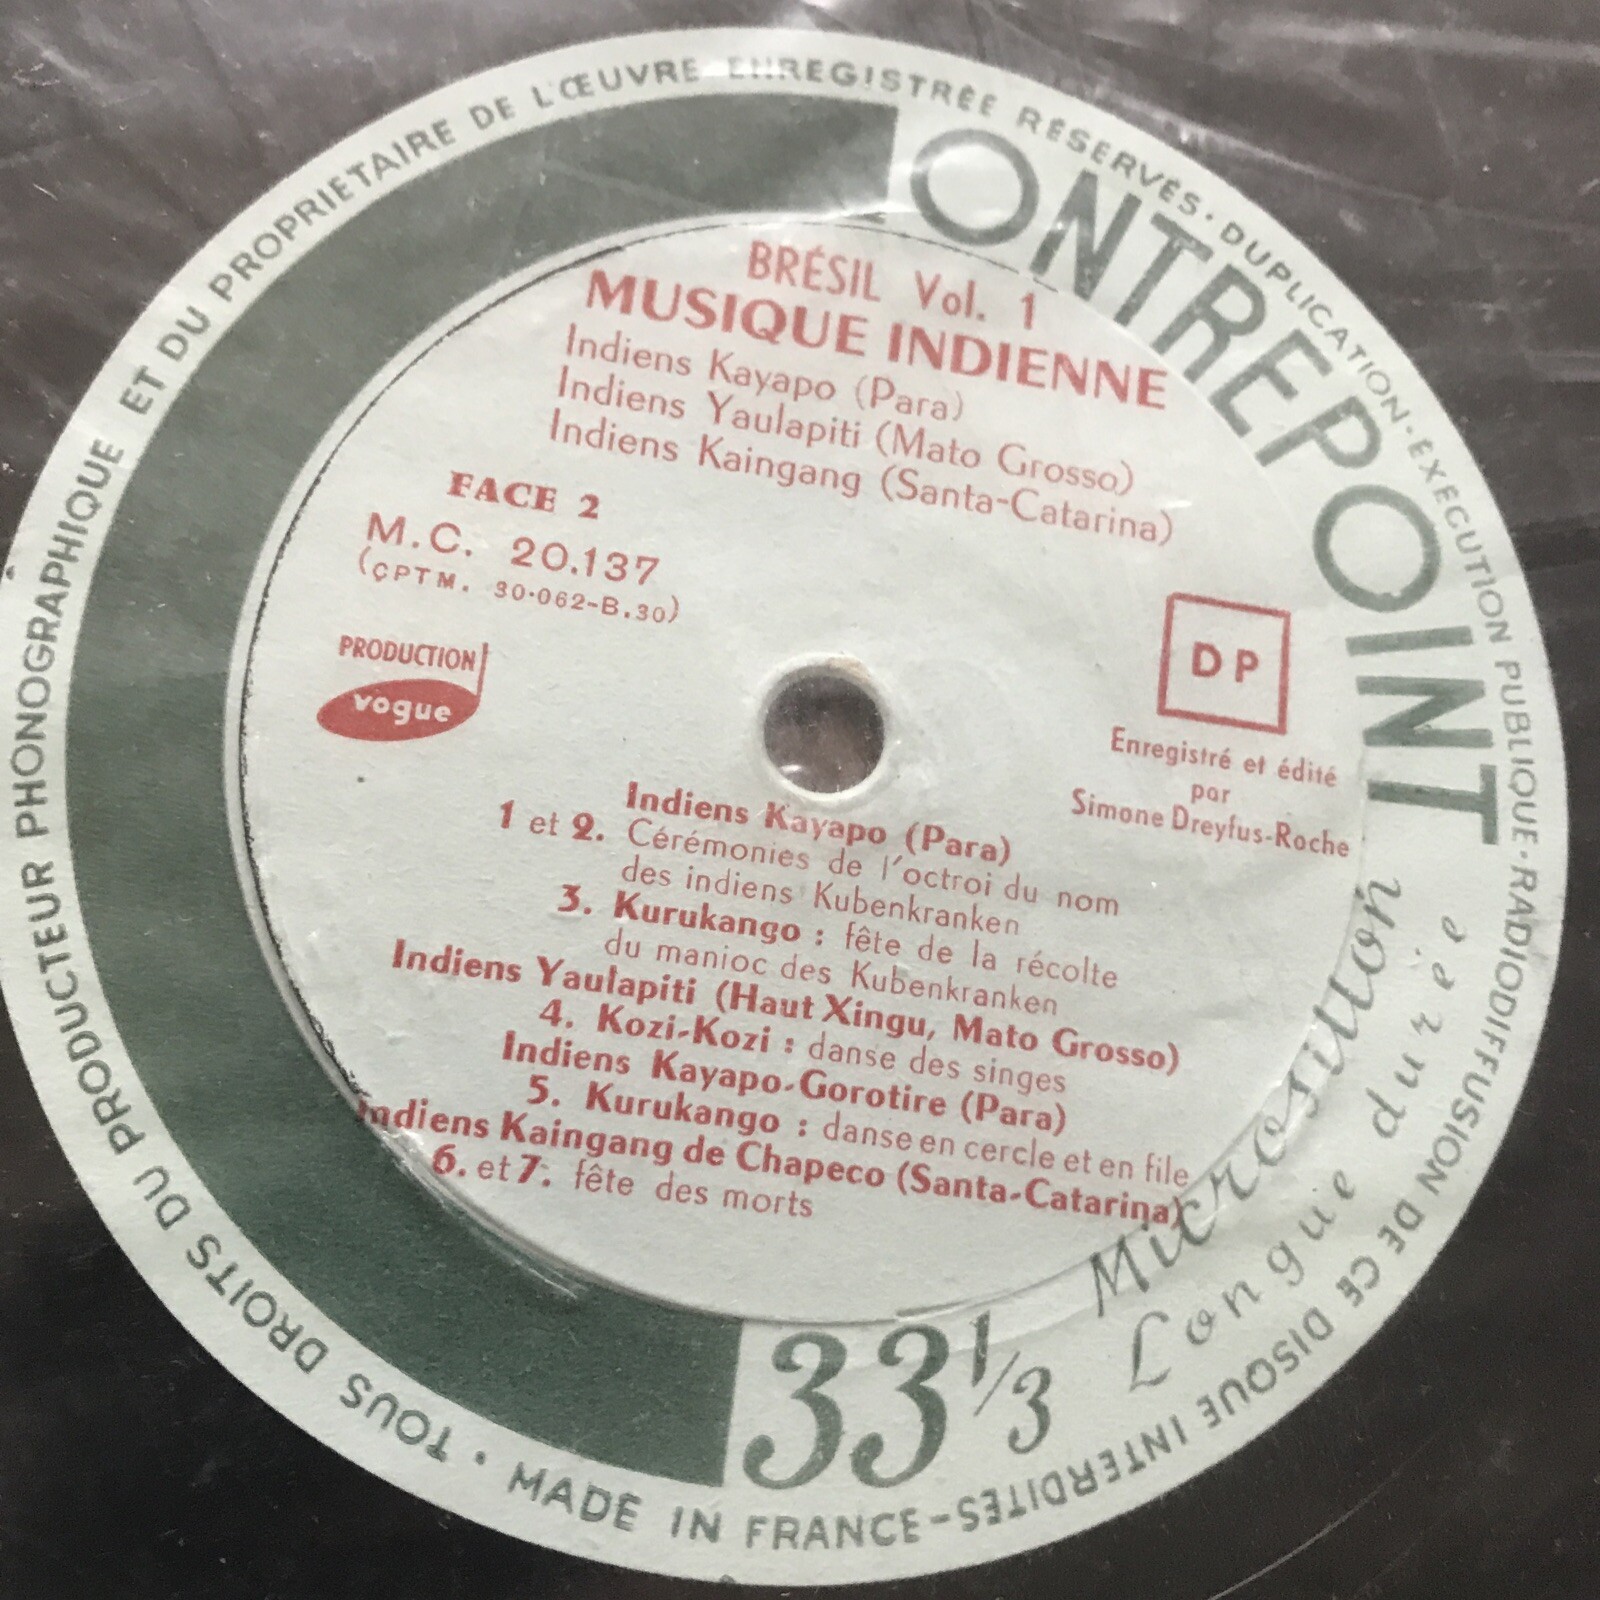 TOUS DROITS DU PRODUCTEUR PHONOGRAPHIQUE ET DU PROPRIETAIRE DE L'ŒUVRE ENREGISTRÉE RÉSERVÉS · DUPLICATION · EXÉCUTION PUBLIQUE · RADIODIFFUSION DE CE DISQUE INTERDITES - MADE IN FRANCE ·
CONTREPOINT
BRÉSIL Vol. 1
MUSIQUE INDIENNE
Indiens Kayapo (Para)
Indiens Yaulapiti (Mato Grosso)
Indiens Kaingang (Santa-Catarina)
FACE 2
M.C. 20.137
(CPTM. 30-062-B.30)
PRODUCTION
vogue
DP
Enregistré et édité
par
Simone Dreyfus-Roche
Indiens Kayapo (Para)
1 et 2. Cérémonies de l'octroi du nom
des indiens Kubenkranken
3. Kurukango : fête de la récolte
du manioc des Kubenkranken
Indiens Yaulapiti (Haut Xingu, Mato Grosso)
4. Kozi-Kozi : danse des singes
Indiens Kayapo-Gorotire (Para)
5. Kurukango : danse en cercle et en file
Indiens Kaingang de Chapeco (Santa-Catarina)
6. et 7. : fête des morts
33 1/3
Microsillon
Longue durée